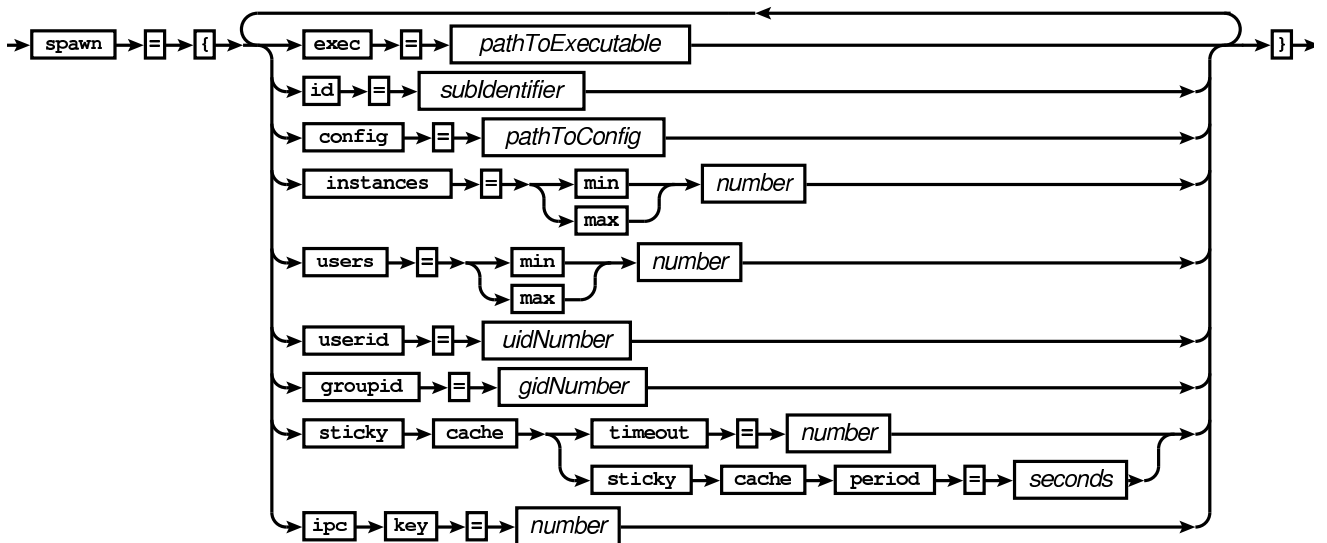 spawn = { exec = pathToExecutable }
id = subIdentifier
config = pathToConfig
instances = min number
max
users = min number
max
userid = uidNumber
groupid = gidNumber
sticky cache timeout = number
sticky cache period = seconds
ipc key = number